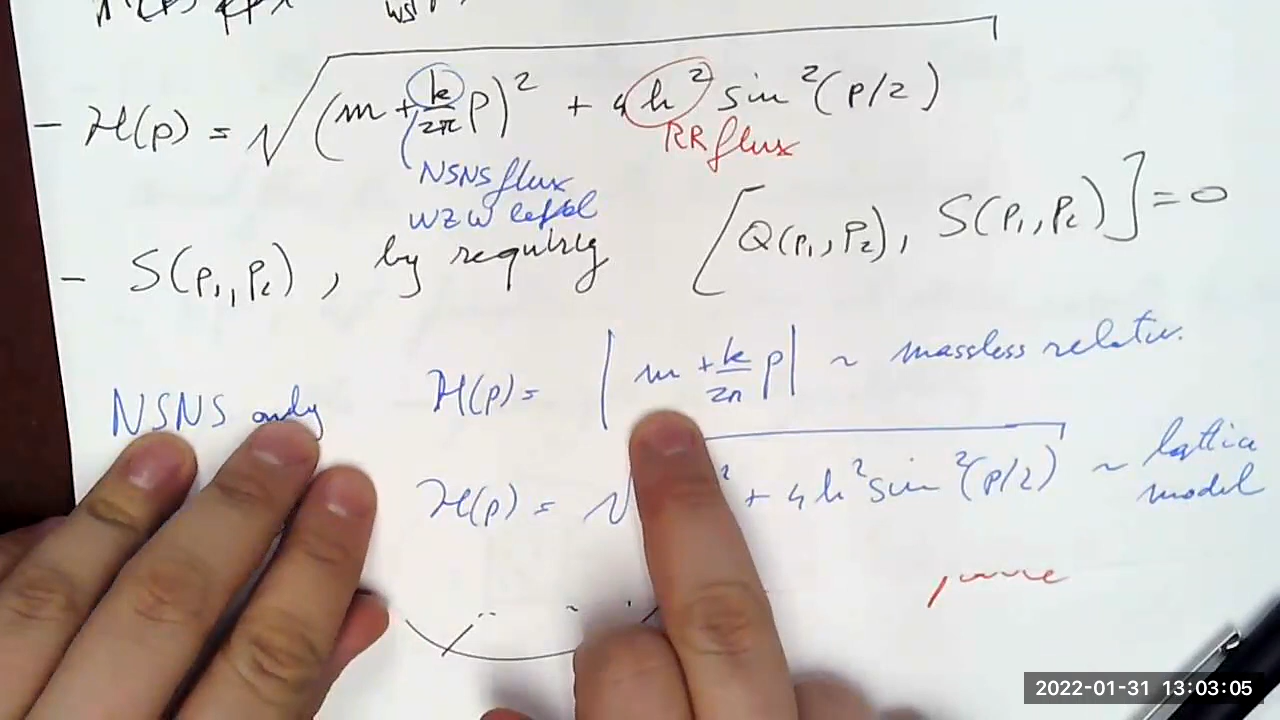 - H(p) = √((m + k/2π p)² + 4h² sin²(p/2))
NSNS flux
RR flux
WZW level
- S(p₁,p₂), by requiring [Q(p₁,p₂), S(p₁,p₂)] = 0
NSNS only H(p) = |m + k/2π p| ~ massless relativ.
H(p) = √ ² + 4h² sin²(p/2) ~ lattice model
2022-01-31 13:03:05